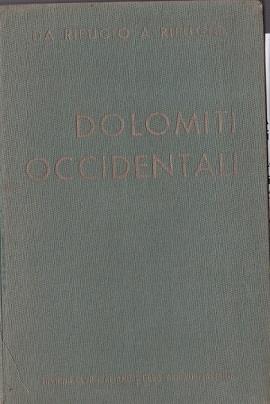 DA RIFUGIO A RIFUGIO
DOLOMITI
OCCIDENTALI